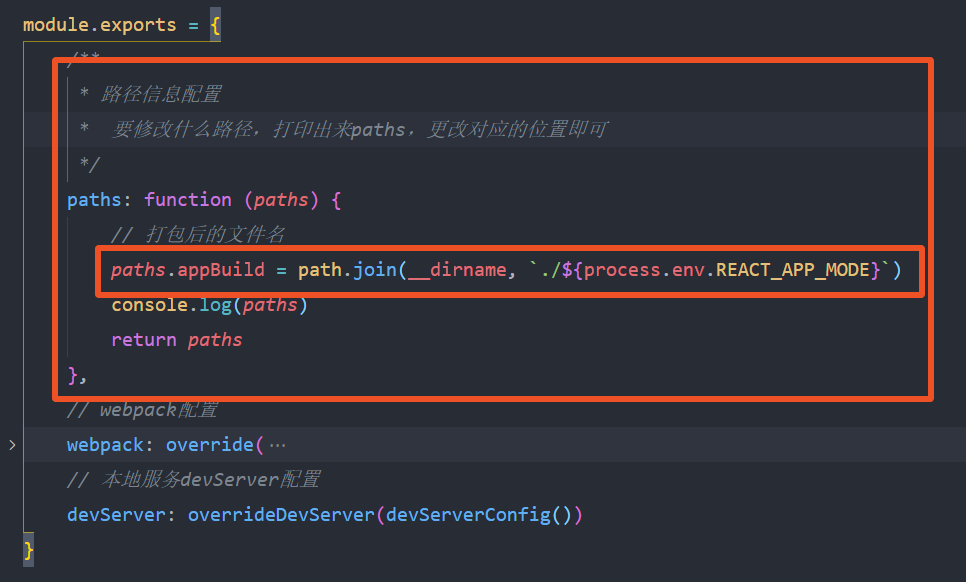 module.exports = {
/**
* 路径信息配置
* 要修改什么路径，打印出来paths，更改对应的位置即可
*/
paths: function (paths) {
// 打包后的文件名
paths.appBuild = path.join(__dirname, `./${process.env.REACT_APP_MODE}`)
console.log(paths)
return paths
},
// webpack配置
webpack: override( ···
// 本地服务devServer配置
devServer: overrideDevServer(devServerConfig())
}